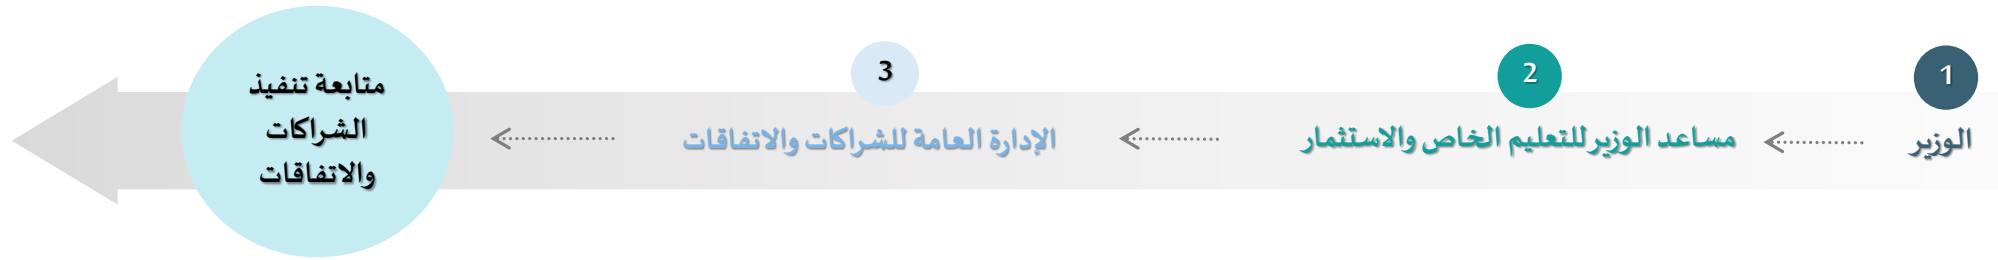 1
الوزير
2
مساعد الوزير للتعليم الخاص والاستثمار
3
الإدارة العامة للشراكات والاتفاقات
متابعة تنفيذ
الشراكات
والاتفاقات